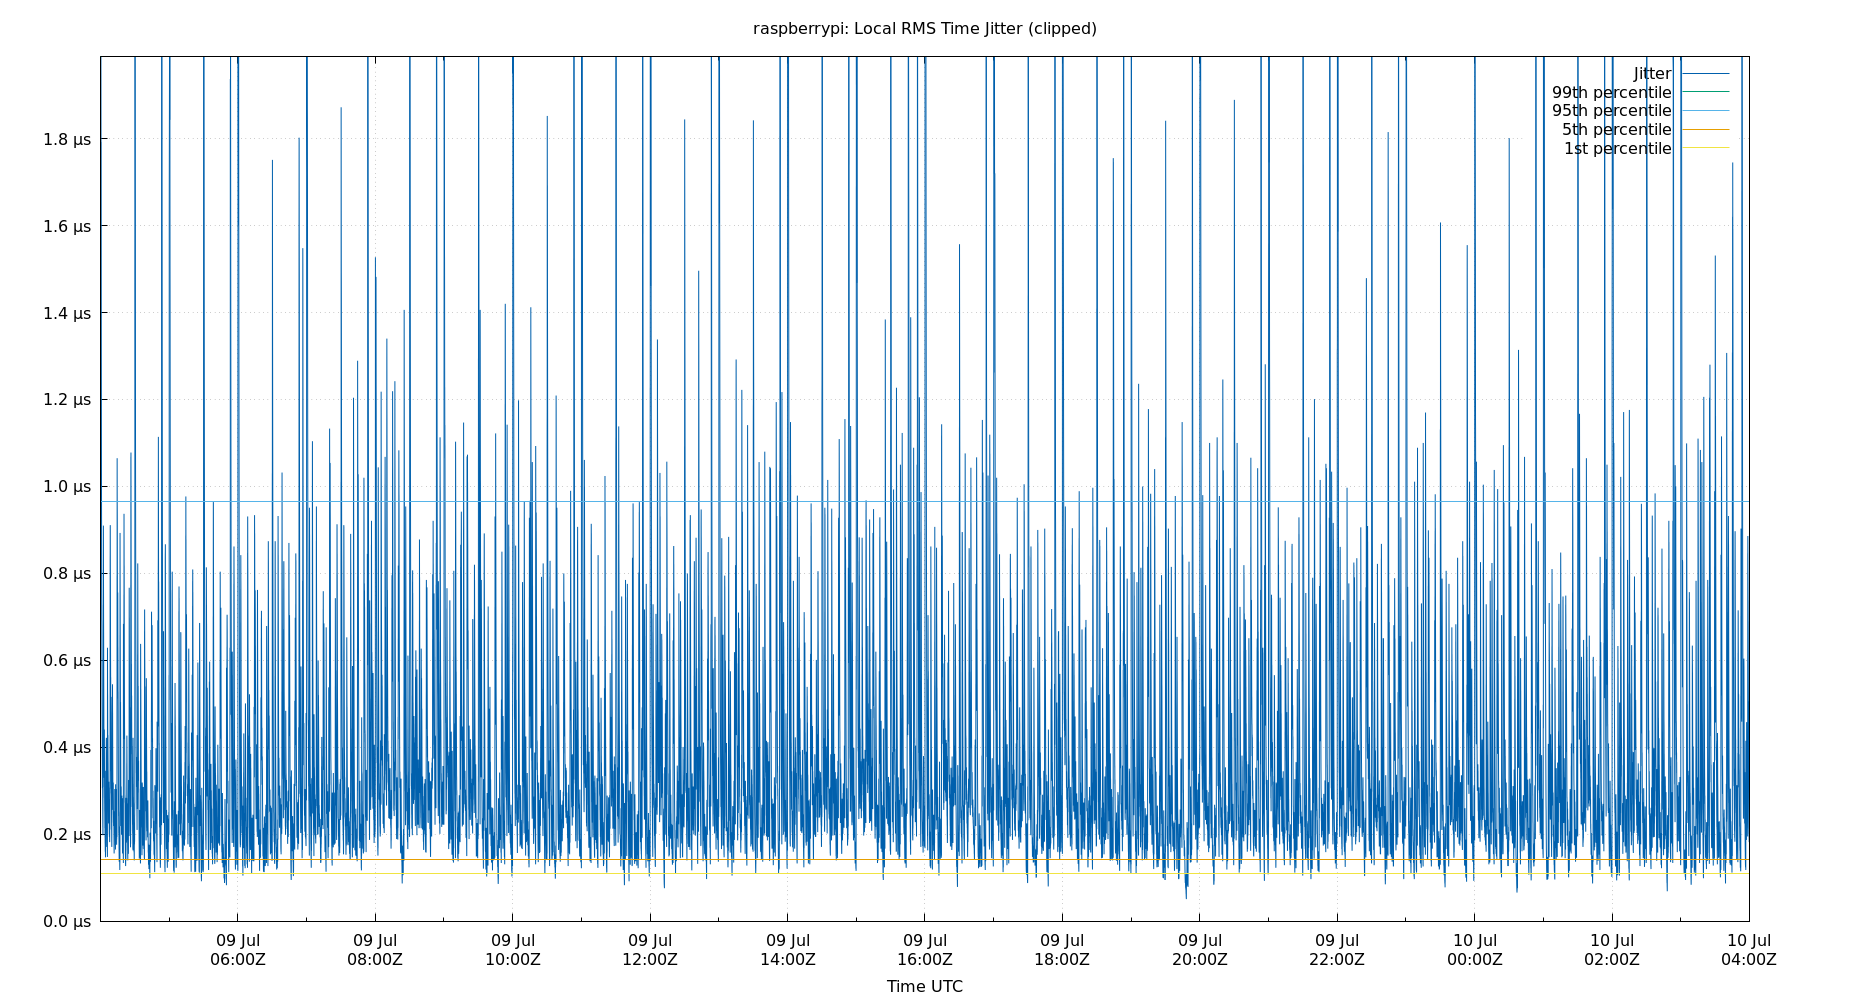 raspberrypi: Local RMS Time Jitter (clipped)
Jitter
99th percentile
95th percentile
5th percentile
1st percentile
1.8 µs
1.6 µs
1.4 µs
1.2 µs
1.0 µs
0.8 µs
0.6 µs
0.4 µs
0.2 µs
0.0 µs
09 Jul 09 Jul 09 Jul 09 Jul 09 Jul 09 Jul 09 Jul 09 Jul 09 Jul 10 Jul 10 Jul 10 Jul
06:00Z 08:00Z 10:00Z 12:00Z 14:00Z 16:00Z 18:00Z 20:00Z 22:00Z 00:00Z 02:00Z 04:00Z
Time UTC